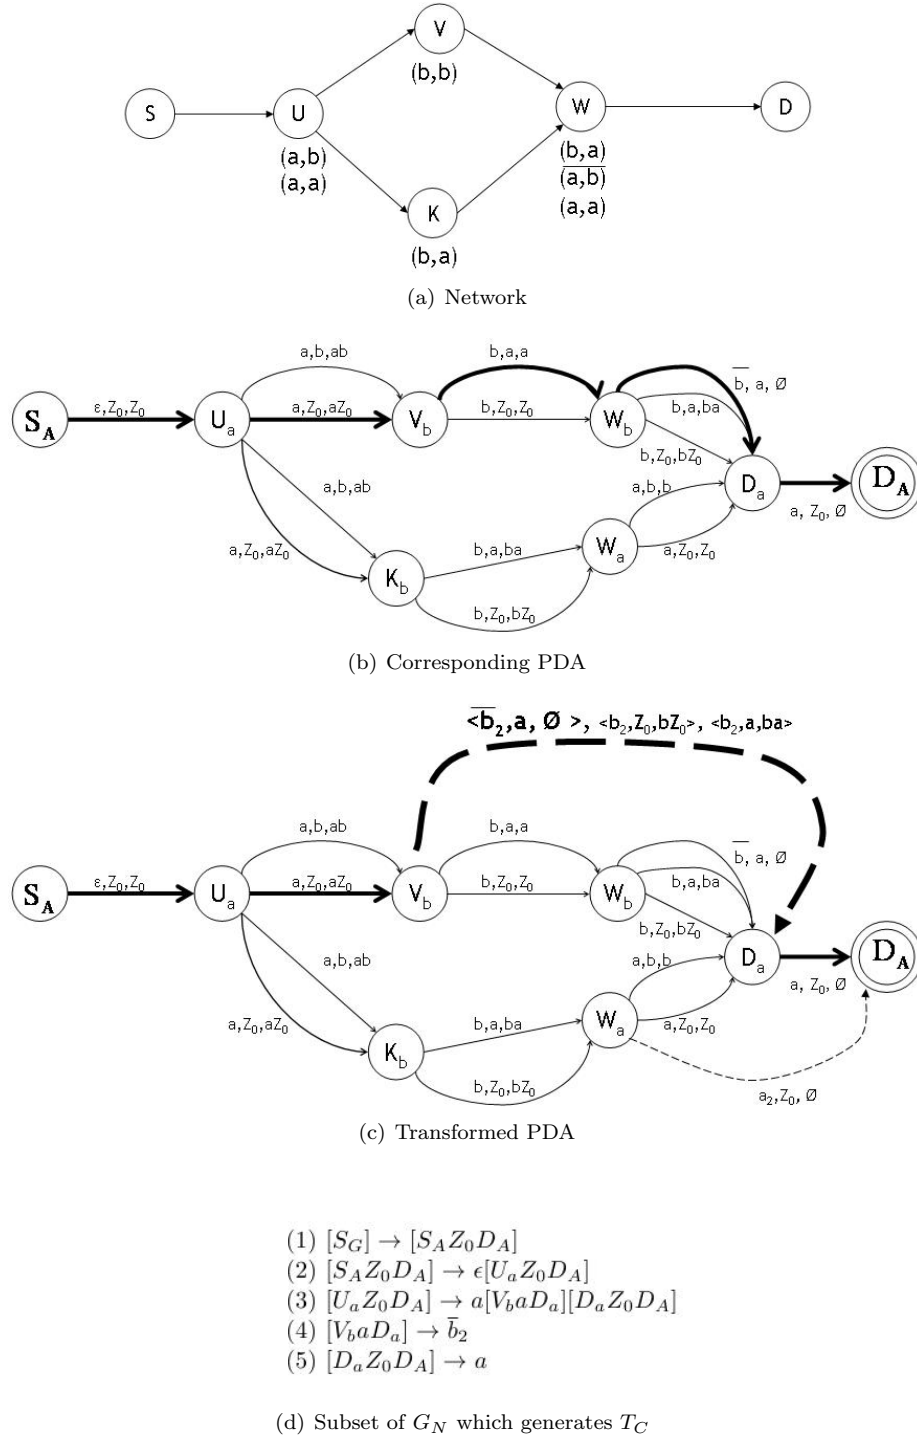 V
(b,b)
S
U
W
D
(a,b)
(a,a)
(b,a)
(a,b)‾
(a,a)
K
(b,a)
(a) Network
a,b,ab
b,a,a
b̅, a, Ø
S_A
ε,Z₀,Z₀
U_a
a,Z₀,aZ₀
V_b
b,Z₀,Z₀
W_b
b,a,ba
b,Z₀,bZ₀
a,b,ab
a,b,b
D_a
D_A
a, Z₀, Ø
a,Z₀,aZ₀
K_b
b,a,ba
W_a
a,Z₀,Z₀
b,Z₀,bZ₀
(b) Corresponding PDA
<b̅₂,a, Ø >, <b₂,Z₀,bZ₀>, <b₂,a,ba>
a,b,ab
b,a,a
b̅, a, Ø
S_A
ε,Z₀,Z₀
U_a
a,Z₀,aZ₀
V_b
b,Z₀,Z₀
W_b
b,a,ba
b,Z₀,bZ₀
a,b,ab
a,b,b
D_a
D_A
a, Z₀, Ø
a,Z₀,aZ₀
K_b
b,a,ba
W_a
a,Z₀,Z₀
b,Z₀,bZ₀
a₂,Z₀, Ø
(c) Transformed PDA
(1) [S_G] → [S_A Z₀ D_A]
(2) [S_A Z₀ D_A] → ϵ[U_a Z₀ D_A]
(3) [U_a Z₀ D_A] → a[V_b a D_a][D_a Z₀ D_A]
(4) [V_b a D_a] → b̅₂
(5) [D_a Z₀ D_A] → a
(d) Subset of G_N which generates T_C